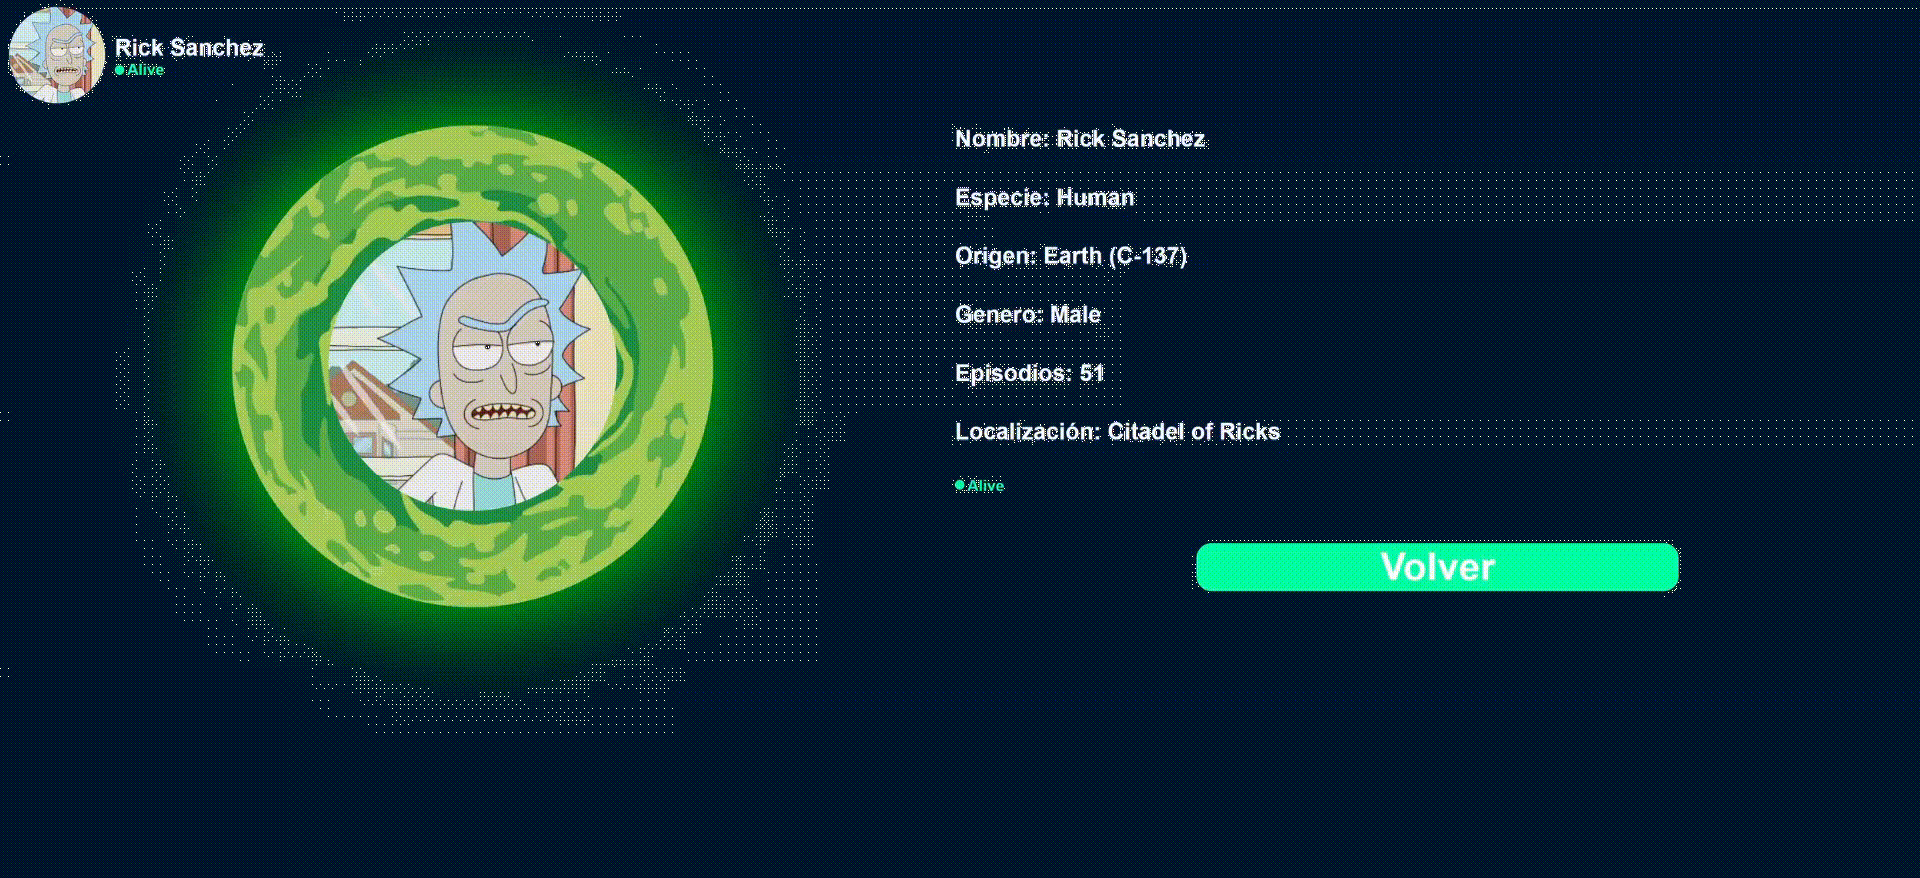 Rick Sanchez
Alive
Nombre: Rick Sanchez
Especie: Human
Origen: Earth (C-137)
Genero: Male
Episodios: 51
Localización: Citadel of Ricks
Alive
Volver